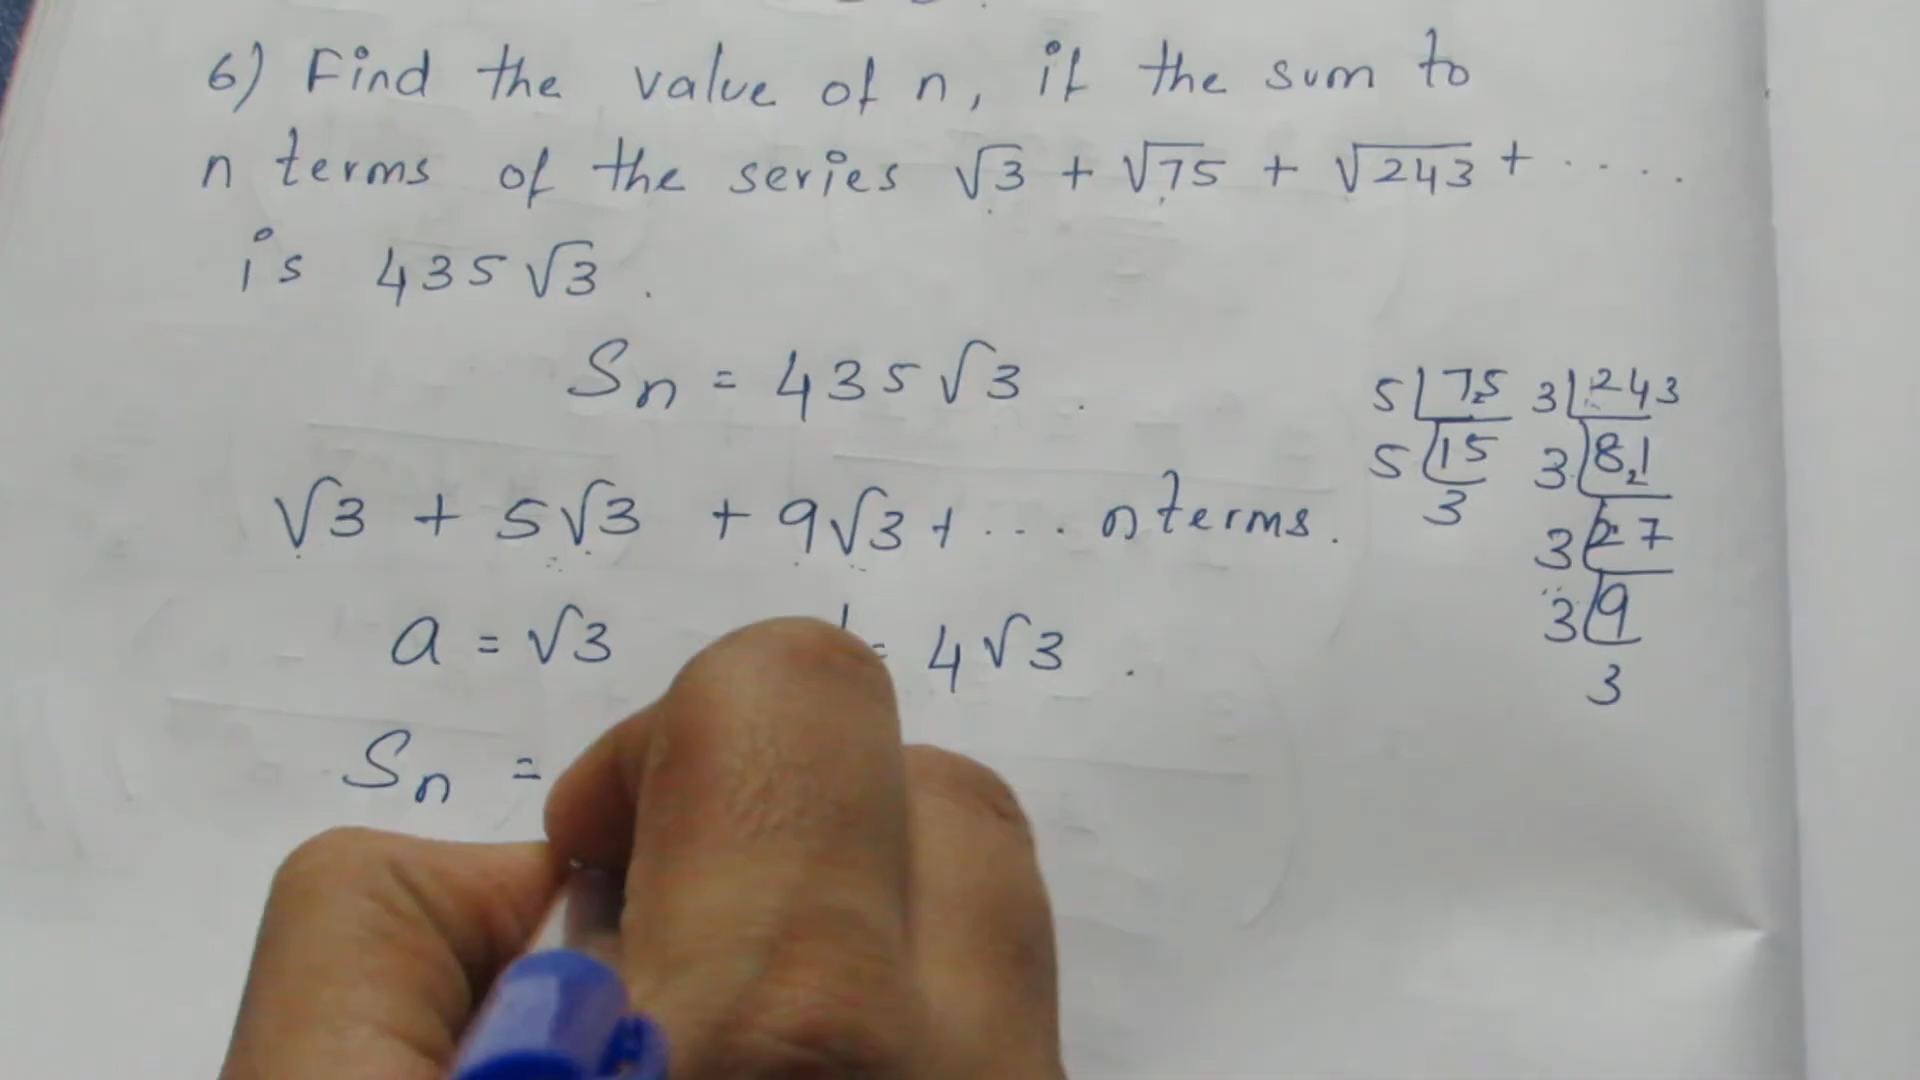 6) Find the value of n, if the sum to
n terms of the series √3 + √75 + √243 + .....
is 435√3 .
Sn = 435√3 .
√3 + 5√3 + 9√3 + ... n terms.
a = √3 = 4√3 .
Sn =
5 | 75
5 | 15
3
3 | 243
3 | 81
3 | 27
3 | 9
3